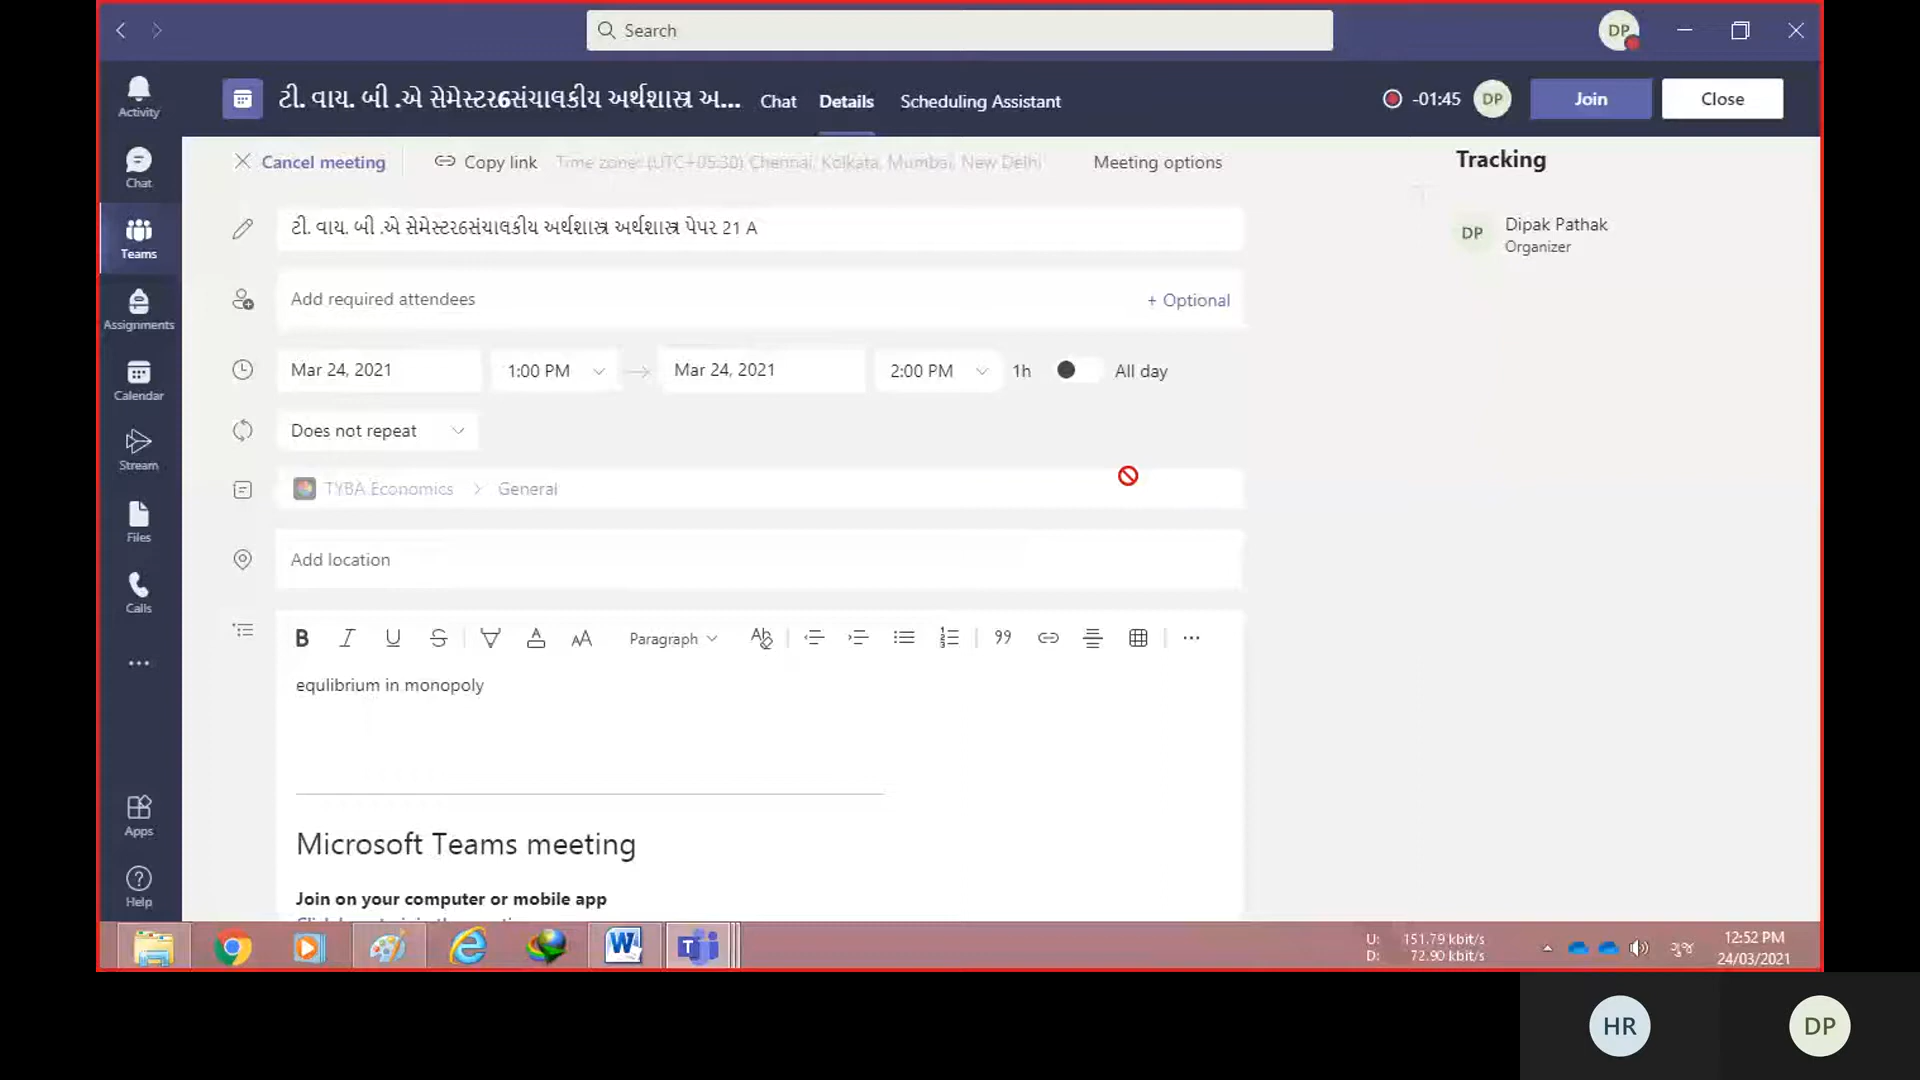 Search
DP
Activity
ટી. વાય. બી .એ સેમેસ્ટર6સંચાલકીય અર્થશાસ્ત્ર અ...
Chat
Details
Scheduling Assistant
-01:45
DP
Join
Close
Cancel meeting
Copy link
Time zone: (UTC+05:30) Chennai, Kolkata, Mumbai, New Delhi
Meeting options
Tracking
Chat
ટી. વાય. બી .એ સેમેસ્ટર6સંચાલકીય અર્થશાસ્ત્ર અર્થશાસ્ત્ર પેપર 21 A
DP
Dipak Pathak
Organizer
Teams
Add required attendees
+ Optional
Assignments
Mar 24, 2021
1:00 PM
Mar 24, 2021
2:00 PM
1h
All day
Calendar
Does not repeat
Stream
TYBA Economics > General
Files
Add location
Calls
B I U S A AA Paragraph
equlibrium in monopoly
Microsoft Teams meeting
Apps
Join on your computer or mobile app
Help
U: 151.79 kbit/s
D: 72.90 kbit/s
ગુજ
12:52 PM
24/03/2021
HR
DP